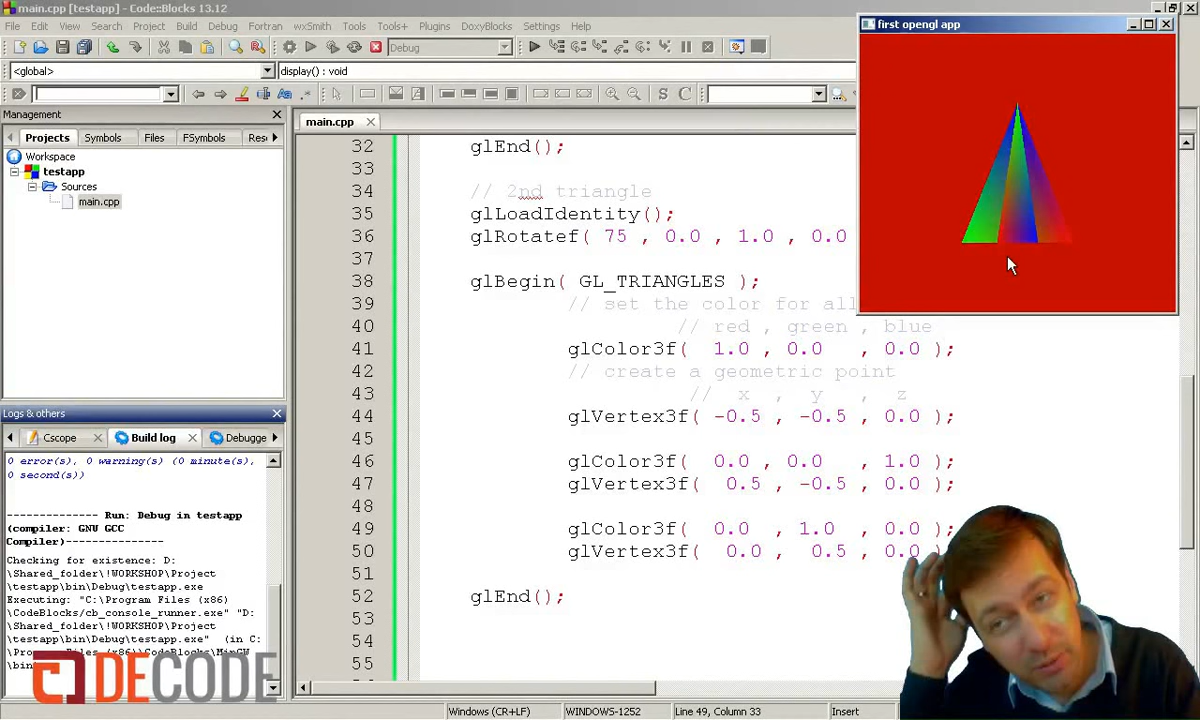 main.cpp [testapp] - Code::Blocks 13.12
File Edit View Search Project Build Debug Fortran wxSmith Tools Tools+ Plugins DoxyBlocks Settings Help
Debug
<global>
display() : void
Aa
S C
Management
Projects Symbols Files FSymbols
Workspace
testapp
Sources
main.cpp
main.cpp
32 glEnd();
33
34 // 2nd triangle
35 glLoadIdentity();
36 glRotatef( 75 , 0.0 , 1.0 , 0.0
37
38 glBegin( GL_TRIANGLES );
39 // set the color for all
40 // red , green , blue
41 glColor3f( 1.0 , 0.0 , 0.0 );
42 // create a geometric point
43 // x , y , z
44 glVertex3f( -0.5 , -0.5 , 0.0 );
45
46 glColor3f( 0.0 , 0.0 , 1.0 );
47 glVertex3f( 0.5 , -0.5 , 0.0 );
48
49 glColor3f( 0.0 , 1.0 , 0.0 );
50 glVertex3f( 0.0 , 0.5 , 0.0 )
51
52 glEnd();
53
54
55
first opengl app
Logs & others
Cscope Build log Debugge
0 error(s), 0 warning(s) (0 minute(s),
0 second(s))
-------------- Run: Debug in testapp
(compiler: GNU GCC
Compiler)---------------
Checking for existence: D:
\Shared_folder\!WORKSHOP\Project
\testapp\bin\Debug\testapp.exe
Executing: "C:\Program Files (x86)
\CodeBlocks/cb_console_runner.exe" "D:
\Shared_folder\!WORKSHOP\Project
\testapp\bin\Debug\testapp.exe" (in C:
DECODE
Windows (CR+LF) WINDOWS-1252 Line 49, Column 33 Insert